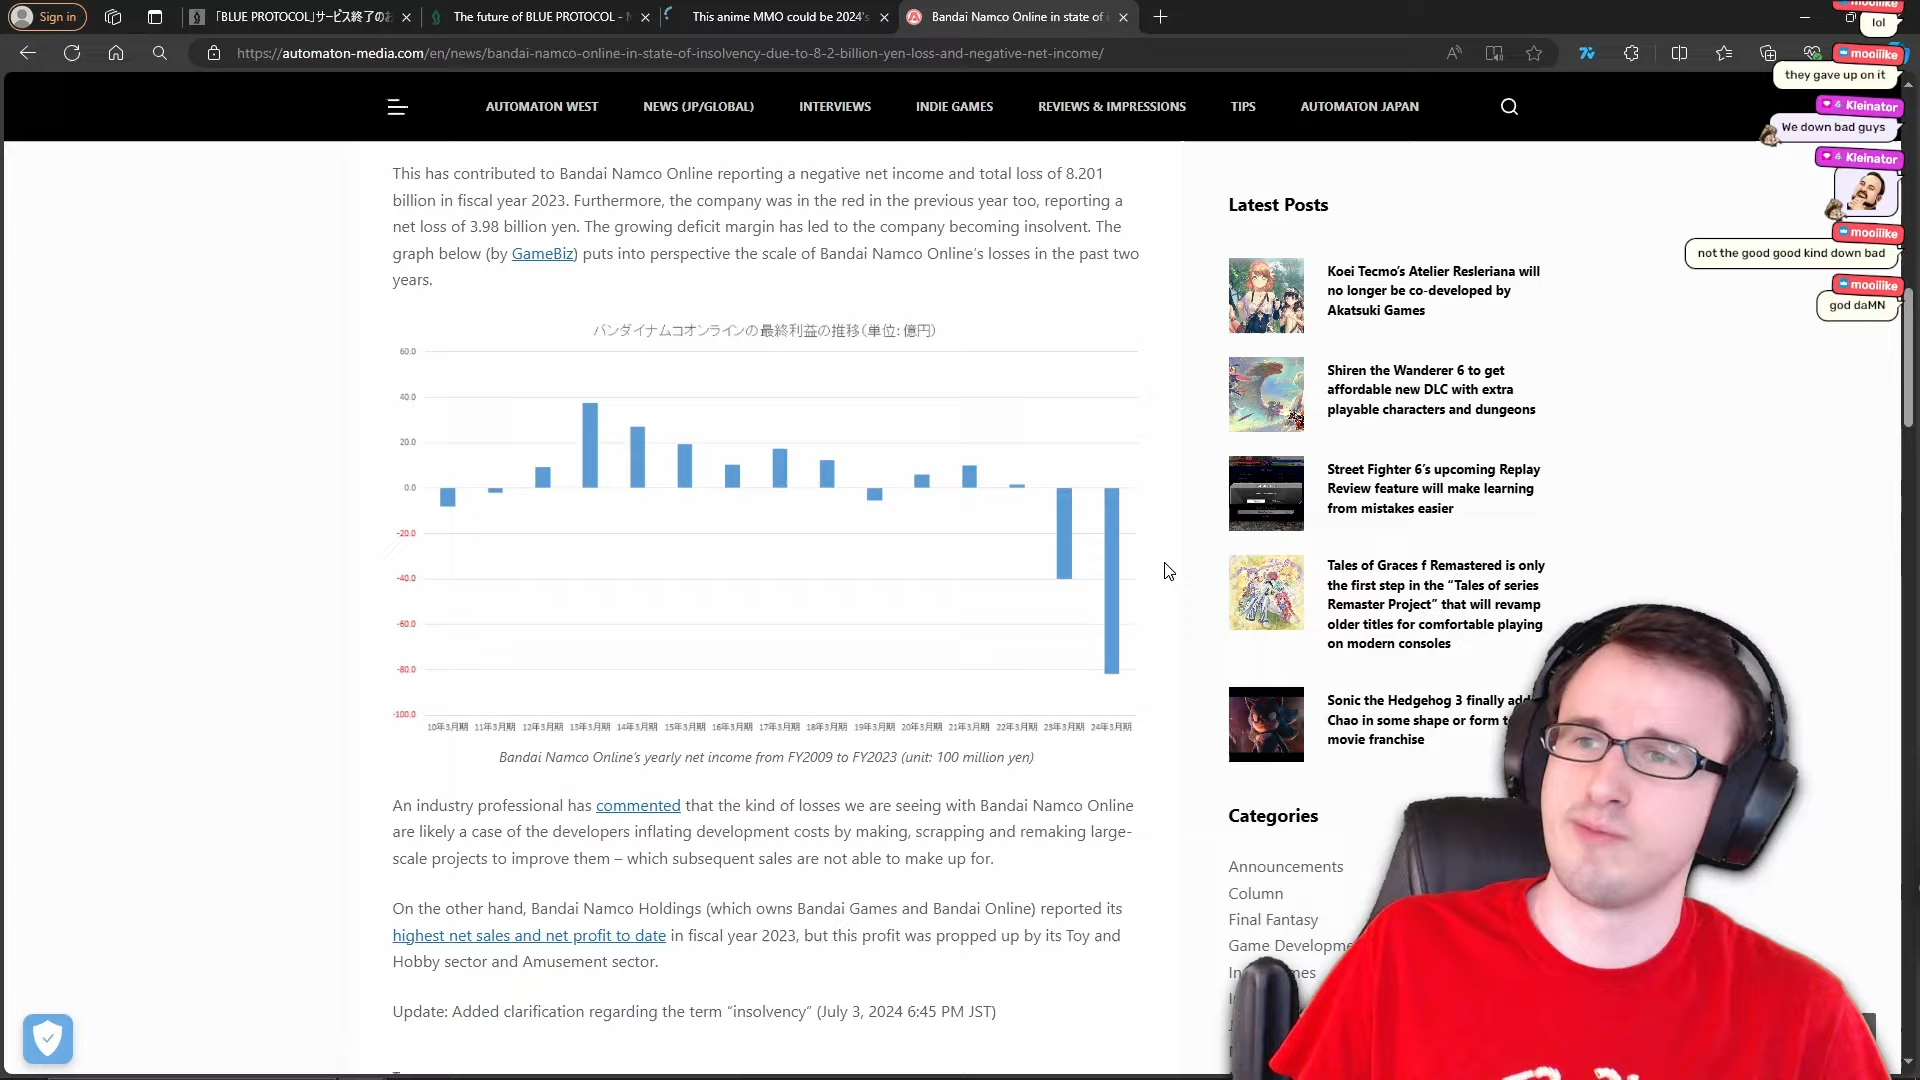 Sign in
「BLUE PROTOCOL」サービス終了の
The future of BLUE PROTOCOL -
This anime MMO could be 2024's
Bandai Namco Online in state of
https://automaton-media.com/en/news/bandai-namco-online-in-state-of-insolvency-due-to-8-2-billion-yen-loss-and-negative-net-income/
AUTOMATON WEST
NEWS (JP/GLOBAL)
INTERVIEWS
INDIE GAMES
REVIEWS & IMPRESSIONS
TIPS
AUTOMATON JAPAN
This has contributed to Bandai Namco Online reporting a negative net income and total loss of 8.201
billion in fiscal year 2023. Furthermore, the company was in the red in the previous year too, reporting a
net loss of 3.98 billion yen. The growing deficit margin has led to the company becoming insolvent. The
graph below (by GameBiz) puts into perspective the scale of Bandai Namco Online's losses in the past two
years.
バンダイナムコオンラインの最終利益の推移(単位:億円)
60.0
40.0
20.0
0.0
-20.0
-40.0
-60.0
-80.0
-100.0
10年3月期 11年3月期 12年3月期 13年3月期 14年3月期 15年3月期 16年3月期 17年3月期 18年3月期 19年3月期 20年3月期 21年3月期 22年3月期 23年3月期 24年3月期
Bandai Namco Online's yearly net income from FY2009 to FY2023 (unit: 100 million yen)
An industry professional has commented that the kind of losses we are seeing with Bandai Namco Online
are likely a case of the developers inflating development costs by making, scrapping and remaking large-
scale projects to improve them – which subsequent sales are not able to make up for.
On the other hand, Bandai Namco Holdings (which owns Bandai Games and Bandai Online) reported its
highest net sales and net profit to date in fiscal year 2023, but this profit was propped up by its Toy and
Hobby sector and Amusement sector.
Update: Added clarification regarding the term “insolvency” (July 3, 2024 6:45 PM JST)
Latest Posts
Koei Tecmo's Atelier Resleriana will
no longer be co-developed by
Akatsuki Games
Shiren the Wanderer 6 to get
affordable new DLC with extra
playable characters and dungeons
Street Fighter 6's upcoming Replay
Review feature will make learning
from mistakes easier
Tales of Graces f Remastered is only
the first step in the “Tales of series
Remaster Project” that will revamp
older titles for comfortable playing
on modern consoles
Sonic the Hedgehog 3 finally
Chao in some shape or form
movie franchise
Categories
Announcements
Column
Final Fantasy
Game Developme
mooiiike
lol
mooiiike
they gave up on it
Kleinator
We down bad guys
Kleinator
mooiiike
not the good good kind down bad
mooiiike
god daMN